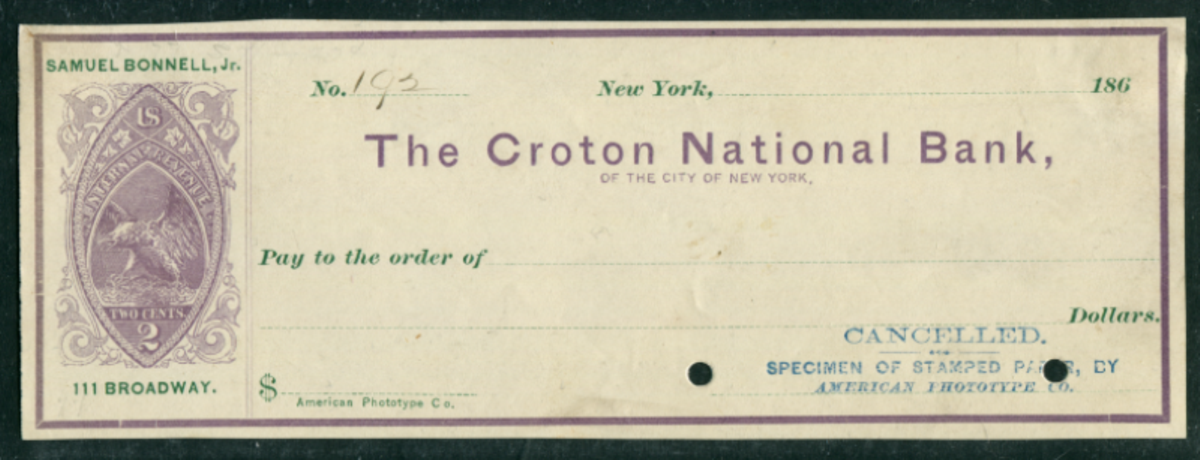 SAMUEL BONNELL, Jr.
US
INTERNAL REVENUE
TWO CENTS.
2
111 BROADWAY.
No. 193
New York, 186
The Croton National Bank,
OF THE CITY OF NEW YORK.
Pay to the order of
Dollars.
CANCELLED.
SPECIMEN OF STAMPED PAPER, BY
AMERICAN PHOTOTYPE CO.
$
American Phototype Co.